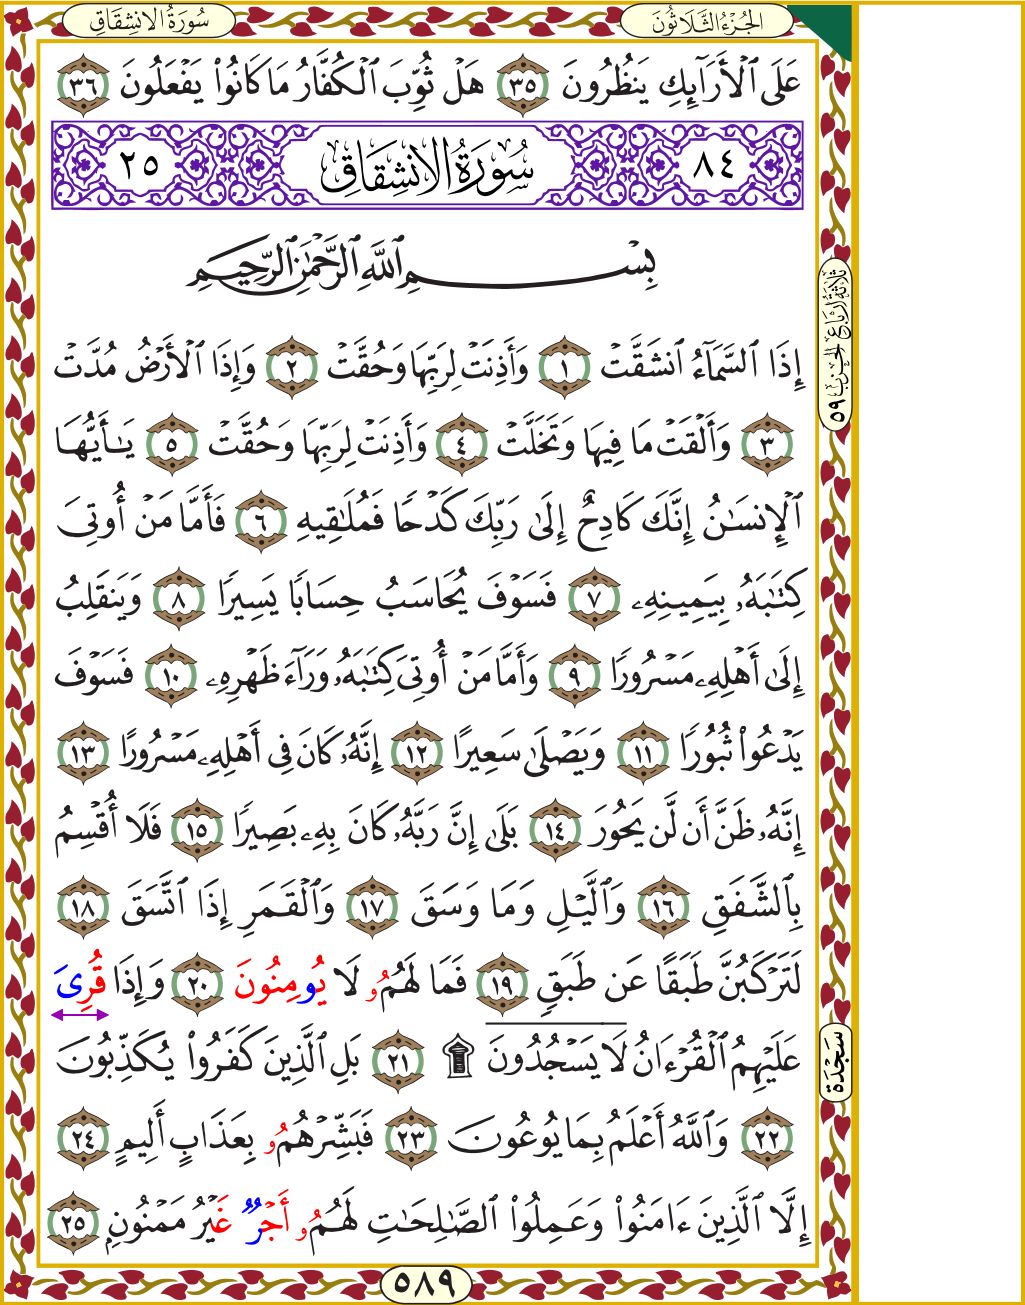 سُورَةُ الانشِقَاقِ
الجُزْءُ الثَّلَاثُونَ
عَلَى ٱلْأَرَآئِكِ يَنظُرُونَ ٣٥ هَلْ ثُوِّبَ ٱلْكُفَّارُ مَا كَانُوا۟ يَفْعَلُونَ ٣٦
٨٤ سُورَةُ الانشِقَاقِ ٢٥
بِسْمِ ٱللَّهِ ٱلرَّحْمَٰنِ ٱلرَّحِيمِ
إِذَا ٱلسَّمَآءُ ٱنشَقَّتْ ١ وَأَذِنَتْ لِرَبِّهَا وَحُقَّتْ ٢ وَإِذَا ٱلْأَرْضُ مُدَّتْ
٣ وَأَلْقَتْ مَا فِيهَا وَتَخَلَّتْ ٤ وَأَذِنَتْ لِرَبِّهَا وَحُقَّتْ ٥ يَٰٓأَيُّهَا
ٱلْإِنسَٰنُ إِنَّكَ كَادِحٌ إِلَىٰ رَبِّكَ كَدْحًا فَمُلَٰقِيهِ ٦ فَأَمَّا مَنْ أُوتِىَ
كِتَٰبَهُۥ بِيَمِينِهِۦ ٧ فَسَوْفَ يُحَاسَبُ حِسَابًا يَسِيرًا ٨ وَيَنقَلِبُ
إِلَىٰٓ أَهْلِهِۦ مَسْرُورًا ٩ وَأَمَّا مَنْ أُوتِىَ كِتَٰبَهُۥ وَرَآءَ ظَهْرِهِۦ ١٠ فَسَوْفَ
يَدْعُوا۟ ثُبُورًا ١١ وَيَصْلَىٰ سَعِيرًا ١٢ إِنَّهُۥ كَانَ فِىٓ أَهْلِهِۦ مَسْرُورًا ١٣
إِنَّهُۥ ظَنَّ أَن لَّن يَحُورَ ١٤ بَلَىٰٓ إِنَّ رَبَّهُۥ كَانَ بِهِۦ بَصِيرًا ١٥ فَلَآ أُقْسِمُ
بِٱلشَّفَقِ ١٦ وَٱلَّيْلِ وَمَا وَسَقَ ١٧ وَٱلْقَمَرِ إِذَا ٱتَّسَقَ ١٨
لَتَرْكَبُنَّ طَبَقًا عَن طَبَقٍ ١٩ فَمَا لَهُمُۥ لَا يُومِنُونَ ٢٠ وَإِذَا قُرِىَ
عَلَيْهِمُ ٱلْقُرْءَانُ لَا يَسْجُدُونَ ۩ ٢١ بَلِ ٱلَّذِينَ كَفَرُوا۟ يُكَذِّبُونَ
٢٢ وَٱللَّهُ أَعْلَمُ بِمَا يُوعُونَ ٢٣ فَبَشِّرْهُمُۥ بِعَذَابٍ أَلِيمٍ ٢٤
إِلَّا ٱلَّذِينَ ءَامَنُوا۟ وَعَمِلُوا۟ ٱلصَّٰلِحَٰتِ لَهُمُۥٓ أَجْرٌ غَيْرُ مَمْنُونٍۭ ٢٥
ثَلَاثَةُ أَرْبَاعِ الحِزْبِ ٥٩
سَجْدَة
٥٨٩